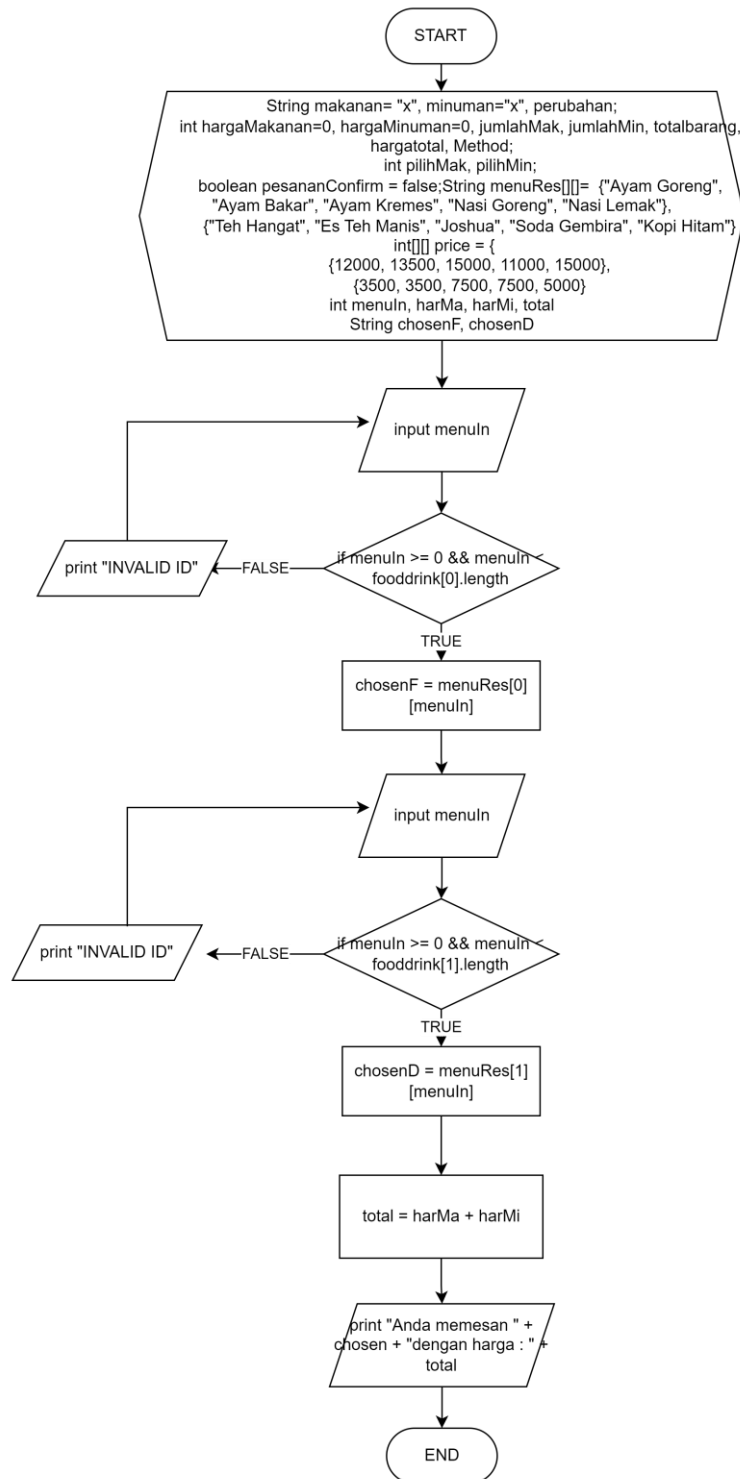 START
String makanan= "x", minuman="x", perubahan;
int hargaMakanan=0, hargaMinuman=0, jumlahMak, jumlahMin, totalbarang,
hargatotal, Method;
int pilihMak, pilihMin;
boolean pesananConfirm = false;String menuRes[][]= {"Ayam Goreng",
"Ayam Bakar", "Ayam Kremes", "Nasi Goreng", "Nasi Lemak"},
{"Teh Hangat", "Es Teh Manis", "Joshua", "Soda Gembira", "Kopi Hitam"}
int[][] price = {
{12000, 13500, 15000, 11000, 15000},
{3500, 3500, 7500, 7500, 5000}
int menuIn, harMa, harMi, total
String chosenF, chosenD
input menuIn
if menuIn >= 0 && menuIn <
fooddrink[0].length
FALSE
print "INVALID ID"
TRUE
chosenF = menuRes[0]
[menuIn]
input menuIn
if menuIn >= 0 && menuIn <
fooddrink[1].length
FALSE
print "INVALID ID"
TRUE
chosenD = menuRes[1]
[menuIn]
total = harMa + harMi
print "Anda memesan " +
chosen + "dengan harga : " +
total
END